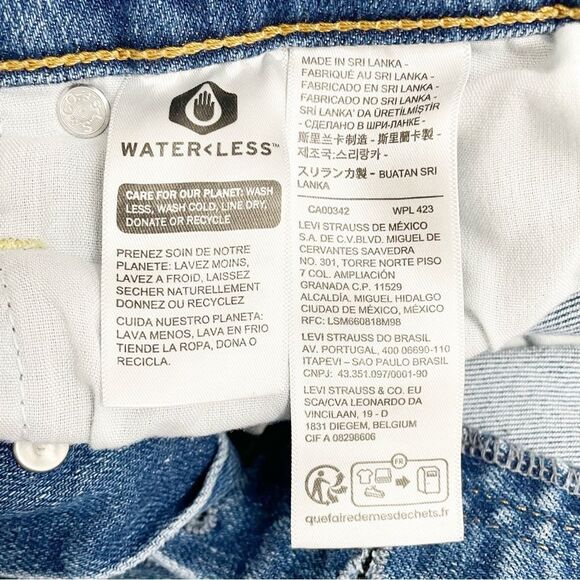 WATER<LESS™
CARE FOR OUR PLANET: WASH
LESS, WASH COLD, LINE DRY,
DONATE OR RECYCLE
PRENEZ SOIN DE NOTRE
PLANETE: LAVEZ MOINS,
LAVEZ A FROID, LAISSEZ
SECHER NATURELLEMENT
DONNEZ OU RECYCLEZ
CUIDA NUESTRO PLANETA:
LAVA MENOS, LAVA EN FRIO
TIENDE LA ROPA, DONA O
RECICLA.
MADE IN SRI LANKA -
FABRIQUÉ AU SRI LANKA -
FABRICADO EN SRI LANKA -
FABRICADO NO SRI LANKA -
SRİ LANKA' DA ÜRETİLMİŞTİR
- СДЕЛАНО В ШРИ-ЛАНКЕ -
斯里兰卡制造 - 斯里蘭卡製 -
제조국:스리랑카 -
スリランカ製 - BUATAN SRI
LANKA
CA00342 WPL 423
LEVI STRAUSS DE MÉXICO
S.A. DE C.V.BLVD. MIGUEL DE
CERVANTES SAAVEDRA
NO. 301, TORRE NORTE PISO
7 COL. AMPLIACIÓN
GRANADA C.P. 11529
ALCALDÍA. MIGUEL HIDALGO
CIUDAD DE MÉXICO, MÉXICO
RFC: LSM660818M98
LEVI STRAUSS DO BRASIL
AV. PORTUGAL, 400 06690-110
ITAPEVI – SAO PAULO BRASIL
CNPJ: 43.351.097/0001-90
LEVI STRAUSS & CO. EU
SCA/CVA LEONARDO DA
VINCILAAN, 19 - D
1831 DIEGEM, BELGIUM
CIF A 08298606
FR
quefairedemesdechets.fr